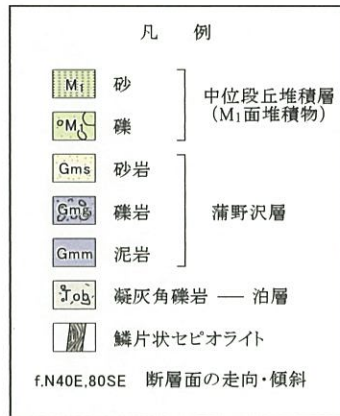 凡 例
M1 砂
M1 礫
中位段丘堆積層
(M1面堆積物)
Gms 砂岩
Gmg 礫岩
Gmm 泥岩
蒲野沢層
Tob 凝灰角礫岩 — 泊層
鱗片状セピオライト
f.N40E,80SE 断層面の走向・傾斜